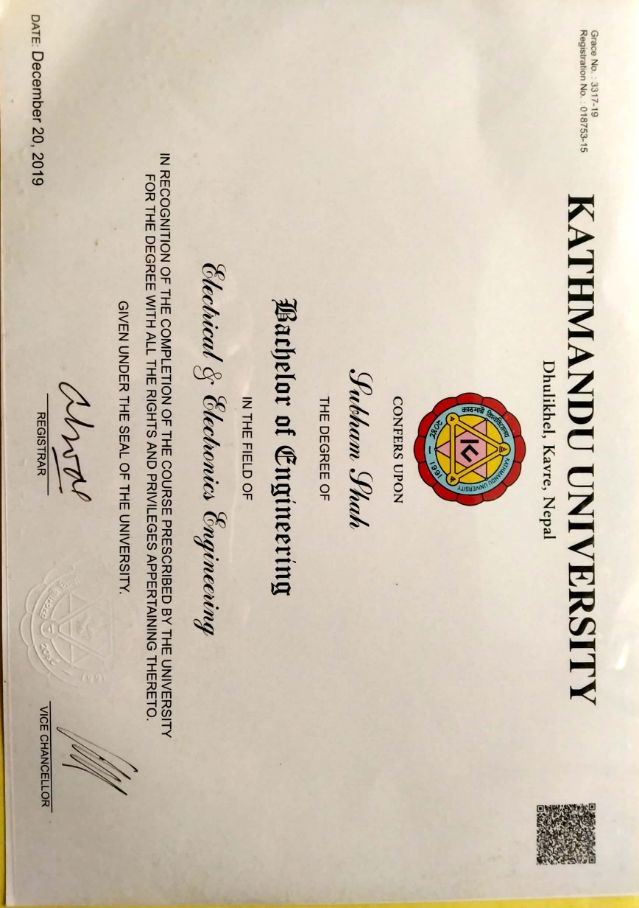 Grace No. : 3317-19
Registration No. : 018753-15
KATHMANDU UNIVERSITY
Dhulikhel, Kavre, Nepal
काठमाडौं विश्वविद्यालय
KATHMANDU UNIVERSITY
1991
CONFERS UPON
Subham Shah
THE DEGREE OF
Bachelor of Engineering
IN THE FIELD OF
Electrical & Electronics Engineering
IN RECOGNITION OF THE COMPLETION OF THE COURSE PRESCRIBED BY THE UNIVERSITY
FOR THE DEGREE WITH ALL THE RIGHTS AND PRIVILEGES APPERTAINING THERETO.
GIVEN UNDER THE SEAL OF THE UNIVERSITY.
DATE: December 20, 2019
REGISTRAR
VICE CHANCELLOR